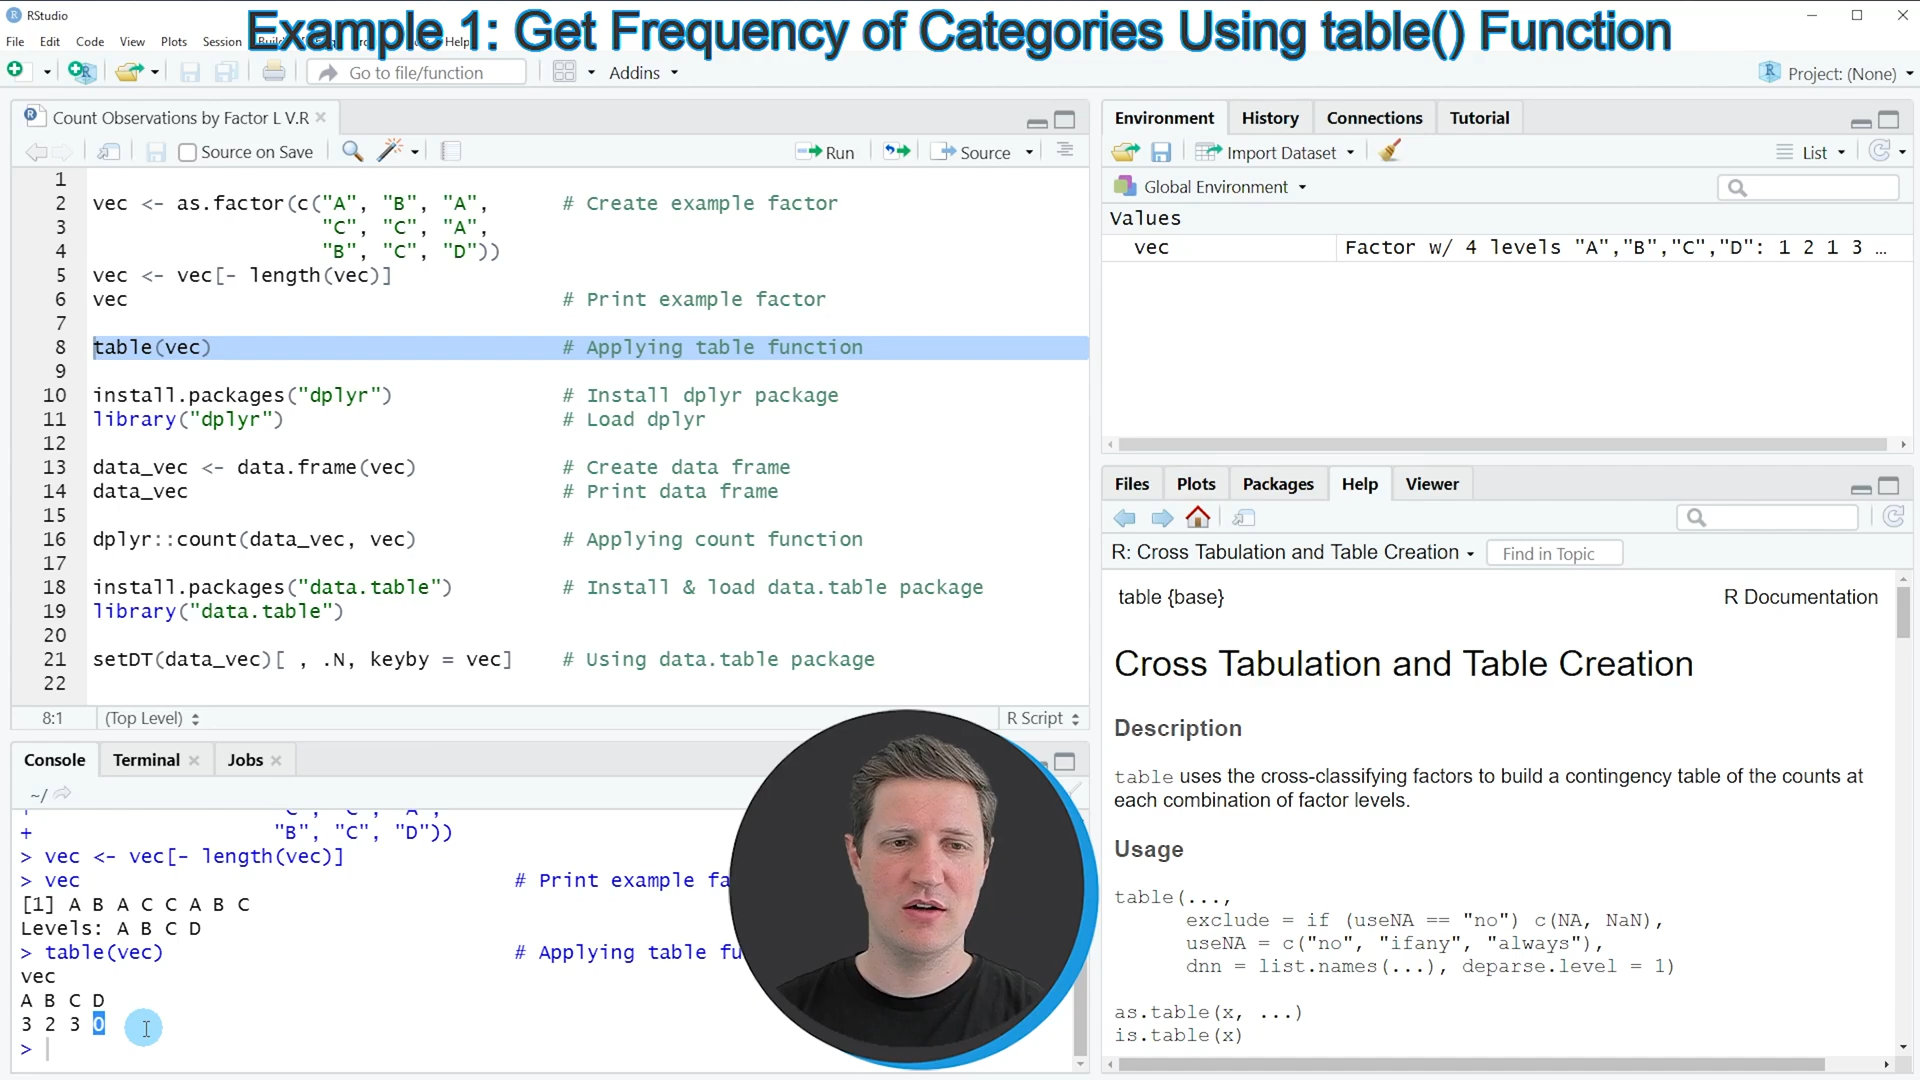 RStudio
Example 1: Get Frequency of Categories Using table() Function
File Edit Code View Plots Session Help
Go to file/function
Addins
Project: (None)
Count Observations by Factor L V.R
Source on Save
Run
Source
1
2 vec <- as.factor(c("A", "B", "A", # Create example factor
3 "C", "C", "A",
4 "B", "C", "D"))
5 vec <- vec[- length(vec)]
6 vec # Print example factor
7
8 table(vec) # Applying table function
9
10 install.packages("dplyr") # Install dplyr package
11 library("dplyr") # Load dplyr
12
13 data_vec <- data.frame(vec) # Create data frame
14 data_vec # Print data frame
15
16 dplyr::count(data_vec, vec) # Applying count function
17
18 install.packages("data.table") # Install & load data.table package
19 library("data.table")
20
21 setDT(data_vec)[ , .N, keyby = vec] # Using data.table package
22
8:1 (Top Level) R Script
Console Terminal Jobs
~/
+ "B", "C", "D"))
> vec <- vec[- length(vec)]
> vec # Print example fa
[1] A B A C C A B C
Levels: A B C D
> table(vec) # Applying table fu
vec
A B C D
3 2 3 0
>
Environment History Connections Tutorial
Import Dataset
List
Global Environment
Values
vec Factor w/ 4 levels "A","B","C","D": 1 2 1 3 …
Files Plots Packages Help Viewer
R: Cross Tabulation and Table Creation
Find in Topic
table {base} R Documentation
Cross Tabulation and Table Creation
Description
table uses the cross-classifying factors to build a contingency table of the counts at
each combination of factor levels.
Usage
table(...,
exclude = if (useNA == "no") c(NA, NaN),
useNA = c("no", "ifany", "always"),
dnn = list.names(...), deparse.level = 1)
as.table(x, ...)
is.table(x)